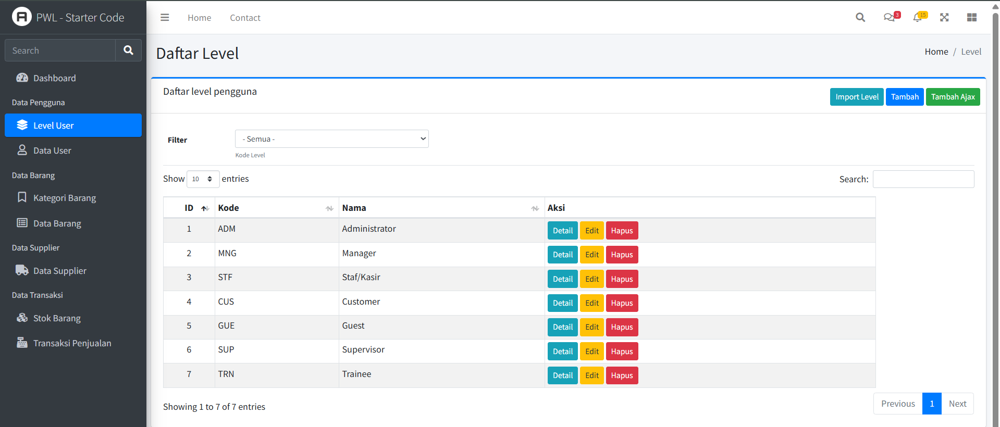 PWL - Starter Code
Home Contact 3 15
Search
Daftar Level
Home / Level
Dashboard
Data Pengguna
Level User
Data User
Data Barang
Kategori Barang
Data Barang
Data Supplier
Data Supplier
Data Transaksi
Stok Barang
Transaksi Penjualan
Daftar level pengguna
Import Level Tambah Tambah Ajax
Filter - Semua -
Kode Level
Show 10 entries Search:
ID Kode Nama Aksi
1 ADM Administrator Detail Edit Hapus
2 MNG Manager Detail Edit Hapus
3 STF Staf/Kasir Detail Edit Hapus
4 CUS Customer Detail Edit Hapus
5 GUE Guest Detail Edit Hapus
6 SUP Supervisor Detail Edit Hapus
7 TRN Trainee Detail Edit Hapus
Showing 1 to 7 of 7 entries
Previous 1 Next